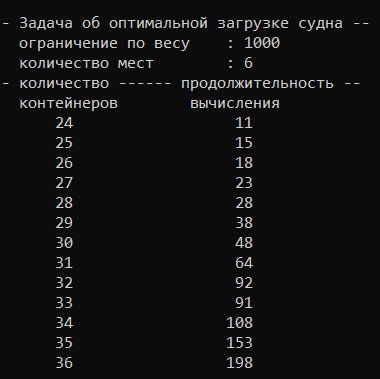 - Задача об оптимальной загрузке судна --
ограничение по весу : 1000
количество мест : 6
- количество ------ продолжительность --
контейнеров вычисления
24 11
25 15
26 18
27 23
28 28
29 38
30 48
31 64
32 92
33 91
34 108
35 153
36 198